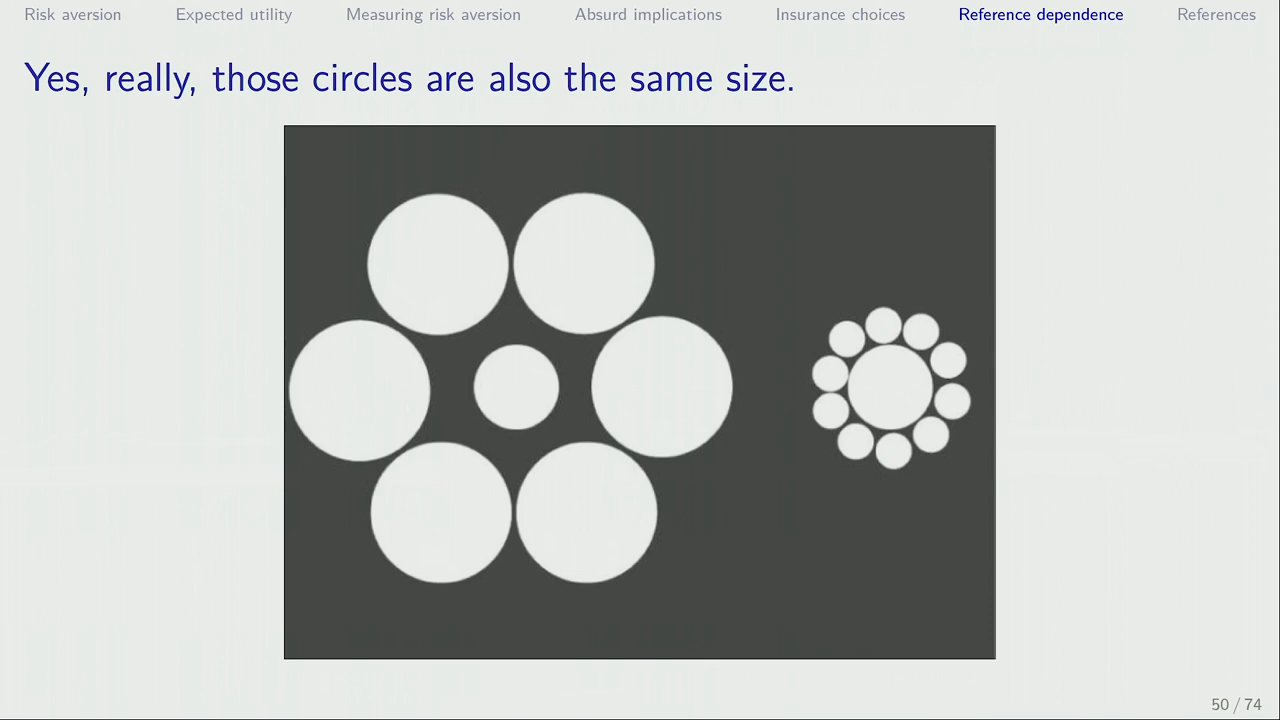 Risk aversion Expected utility Measuring risk aversion Absurd implications Insurance choices Reference dependence References
Yes, really, those circles are also the same size.
50 / 74